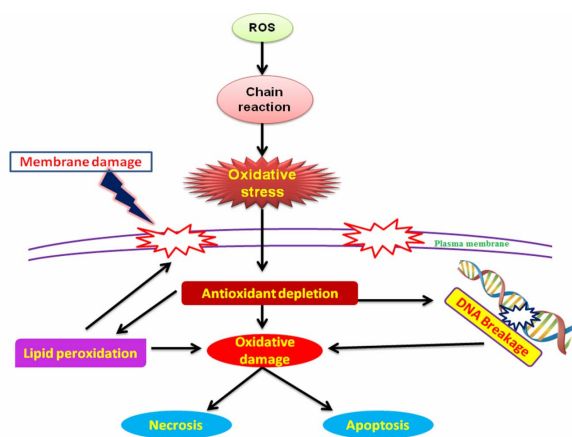 ROS
Chain
reaction
Membrane damage
Oxidative
stress
Plasma membrane
Antioxidant depletion
DNA Breakage
Lipid peroxidation
Oxidative
damage
Necrosis
Apoptosis